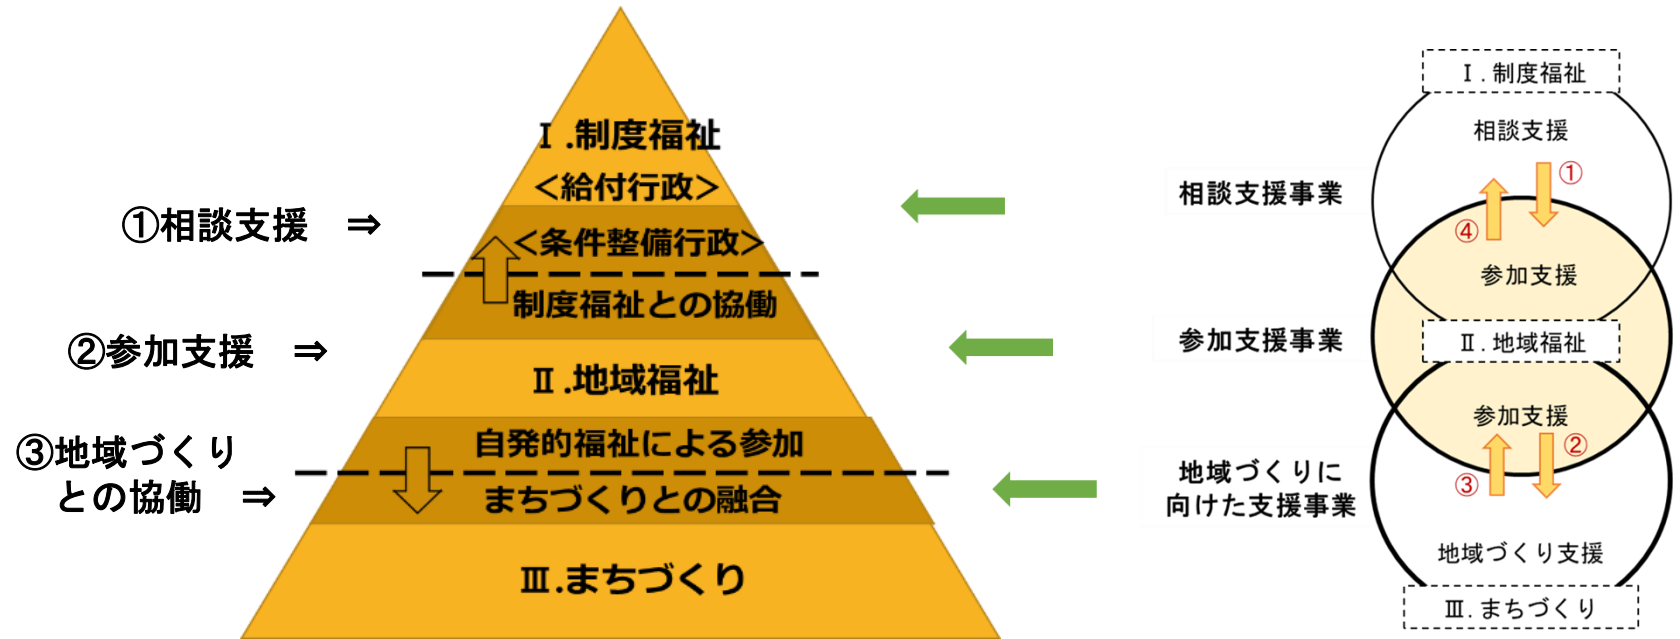 ①相談支援 ⇒
②参加支援 ⇒
③地域づくり
との協働 ⇒
Ⅰ.制度福祉
＜給付行政＞
＜条件整備行政＞
制度福祉との協働
Ⅱ.地域福祉
自発的福祉による参加
まちづくりとの融合
Ⅲ.まちづくり
相談支援事業
参加支援事業
地域づくりに
向けた支援事業
Ⅰ.制度福祉
相談支援
①
④
参加支援
Ⅱ.地域福祉
参加支援
②
③
地域づくり支援
Ⅲ.まちづくり